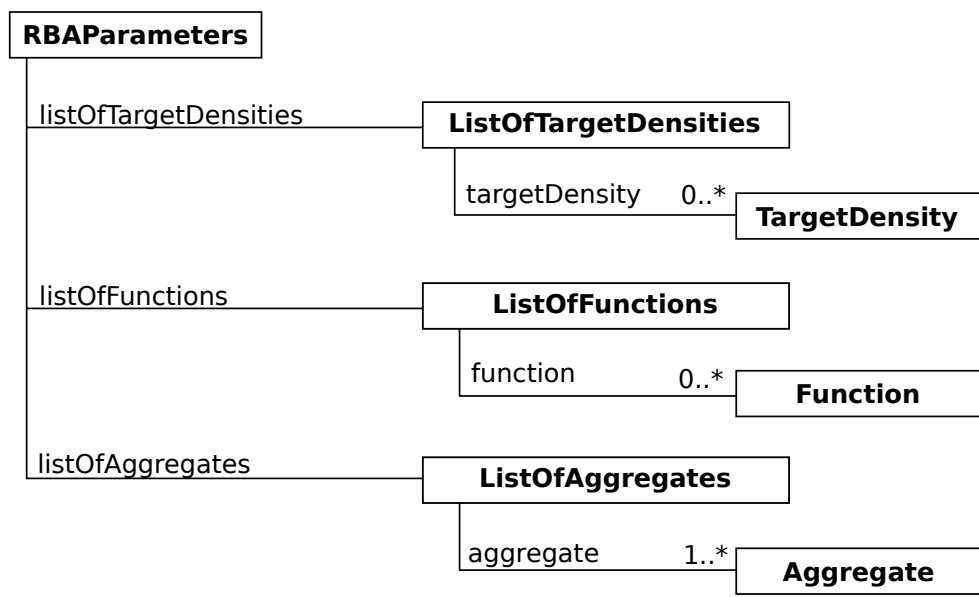 RBAParameters
listOfTargetDensities
ListOfTargetDensities
targetDensity 0..*
TargetDensity
listOfFunctions
ListOfFunctions
function 0..*
Function
listOfAggregates
ListOfAggregates
aggregate 1..*
Aggregate